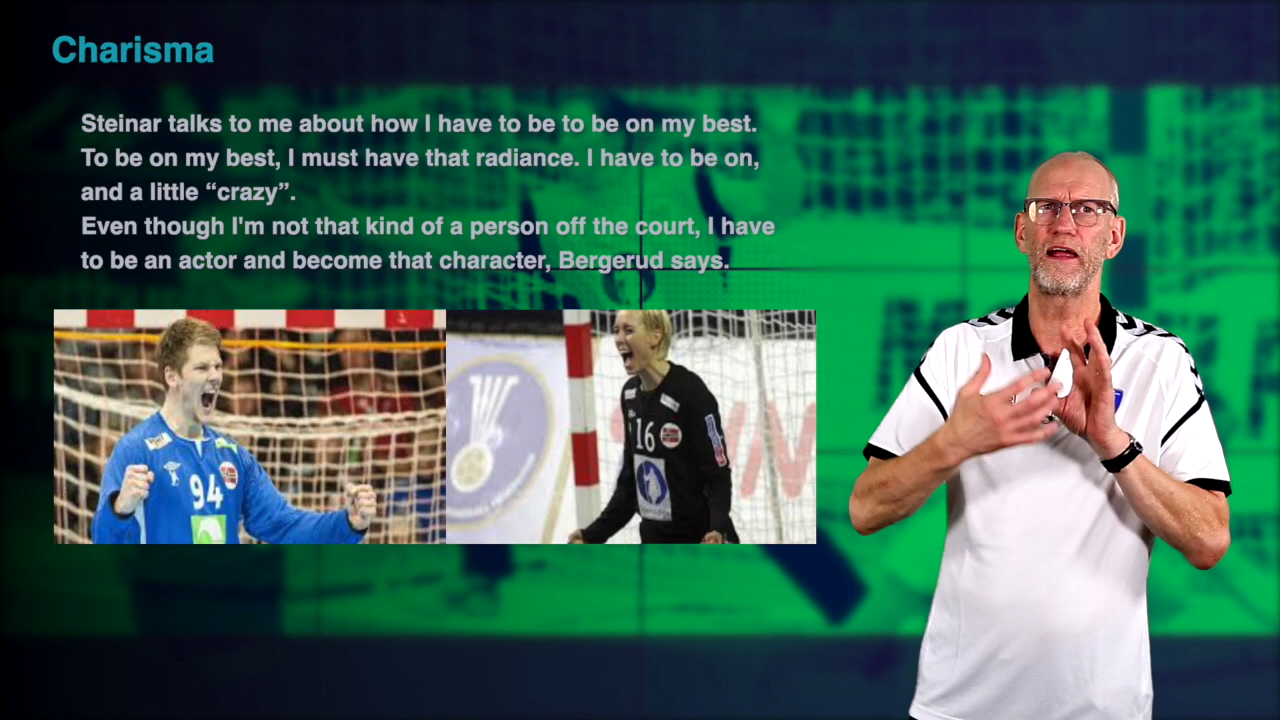 Charisma
Steinar talks to me about how I have to be to be on my best.
To be on my best, I must have that radiance. I have to be on,
and a little “crazy”.
Even though I'm not that kind of a person off the court, I have
to be an actor and become that character, Bergerud says.
94
16